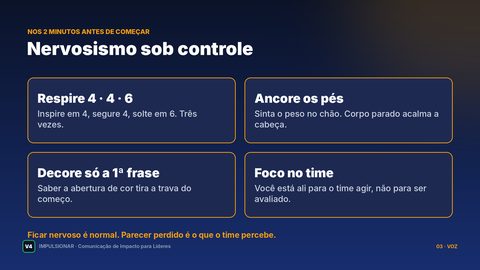 NOS 2 MINUTOS ANTES DE COMEÇAR
Nervosismo sob controle
Respire 4 · 4 · 6
Inspire em 4, segure 4, solte em 6. Três
vezes.
Ancore os pés
Sinta o peso no chão. Corpo parado acalma a
cabeça.
Decore só a 1ª frase
Saber a abertura de cor tira a trava do
começo.
Foco no time
Você está ali para o time agir, não para ser
avaliado.
Ficar nervoso é normal. Parecer perdido é o que o time percebe.
V4 IMPULSIONAR · Comunicação de Impacto para Líderes
03 · VOZ